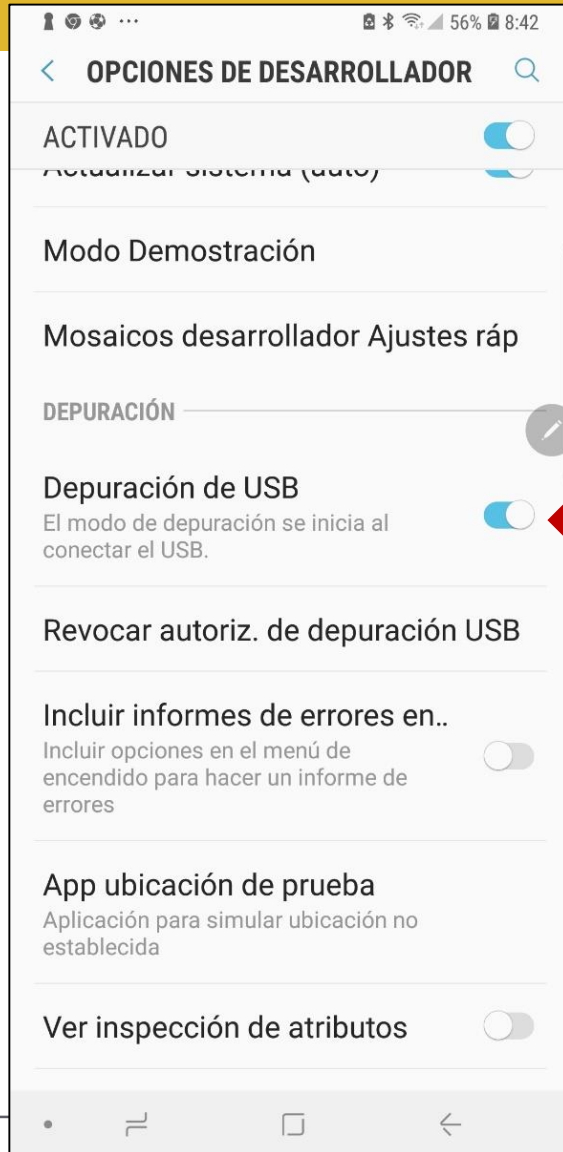 56% 8:42
OPCIONES DE DESARROLLADOR
ACTIVADO
Actualizar sistema (auto)
Modo Demostración
Mosaicos desarrollador Ajustes ráp
DEPURACIÓN
Depuración de USB
El modo de depuración se inicia al
conectar el USB.
Revocar autoriz. de depuración USB
Incluir informes de errores en..
Incluir opciones en el menú de
encendido para hacer un informe de
errores
App ubicación de prueba
Aplicación para simular ubicación no
establecida
Ver inspección de atributos